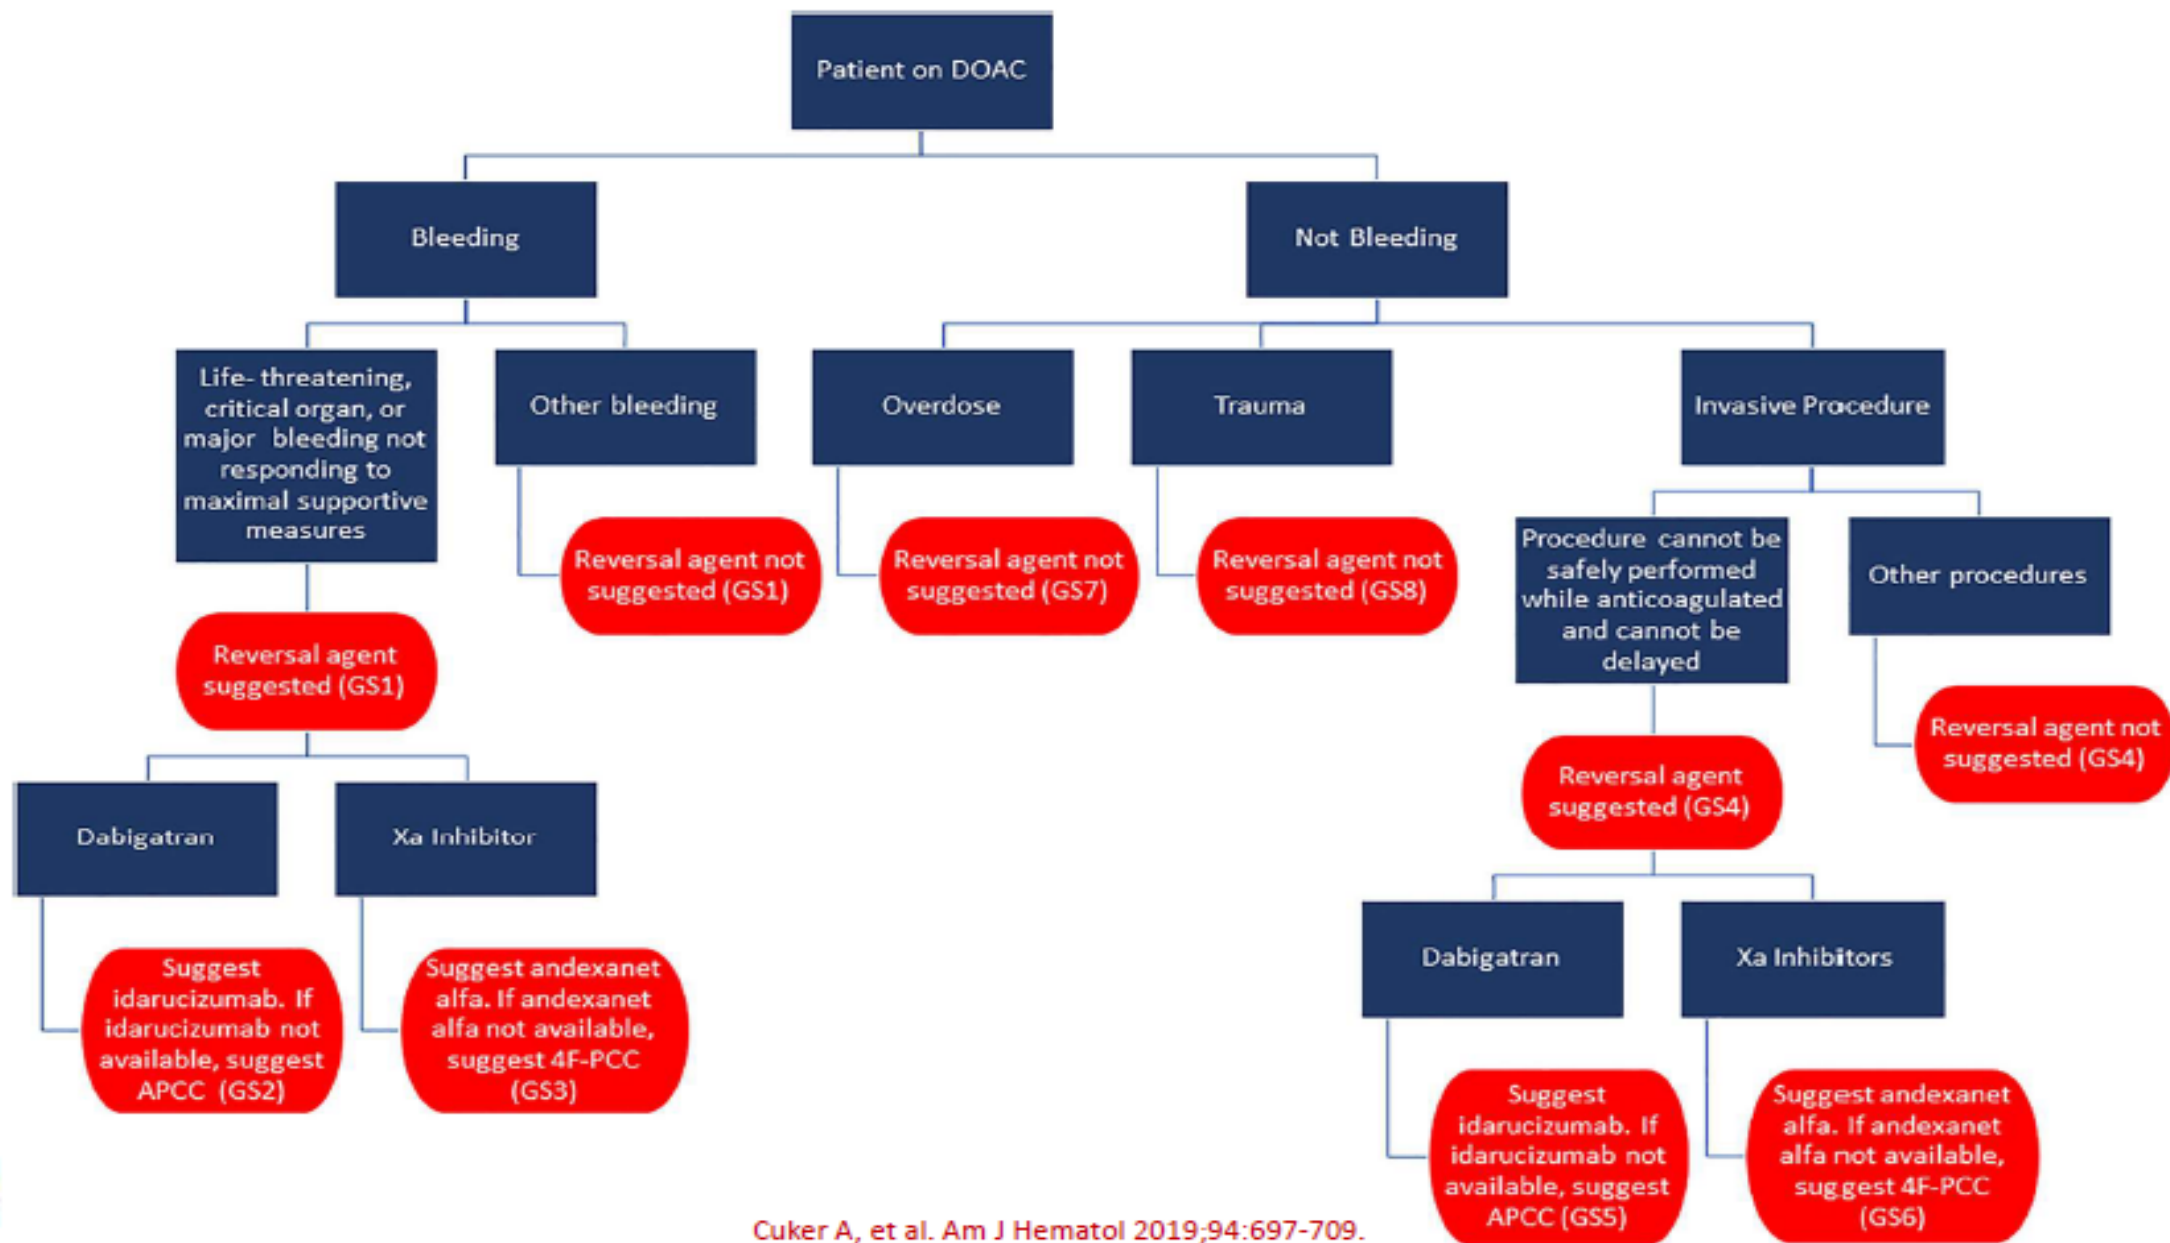 Patient on DOAC
Bleeding
Not Bleeding
Life- threatening,
critical organ, or
major bleeding not
responding to
maximal supportive
measures
Other bleeding
Overdose
Trauma
Invasive Procedure
Reversal agent not
suggested (GS1)
Reversal agent not
suggested (GS7)
Reversal agent not
suggested (GS8)
Procedure cannot be
safely performed
while anticoagulated
and cannot be
delayed
Other procedures
Reversal agent
suggested (GS1)
Reversal agent not
suggested (GS4)
Reversal agent
suggested (GS4)
Dabigatran
Xa Inhibitor
Dabigatran
Xa Inhibitors
Suggest
idarucizumab. If
idarucizumab not
available, suggest
APCC (GS2)
Suggest andexanet
alfa. If andexanet
alfa not available,
suggest 4F-PCC
(GS3)
Suggest
idarucizumab. If
idarucizumab not
available, suggest
APCC (GS5)
Suggest andexanet
alfa. If andexanet
alfa not available,
suggest 4F-PCC
(GS6)
Cuker A, et al. Am J Hematol 2019;94:697-709.